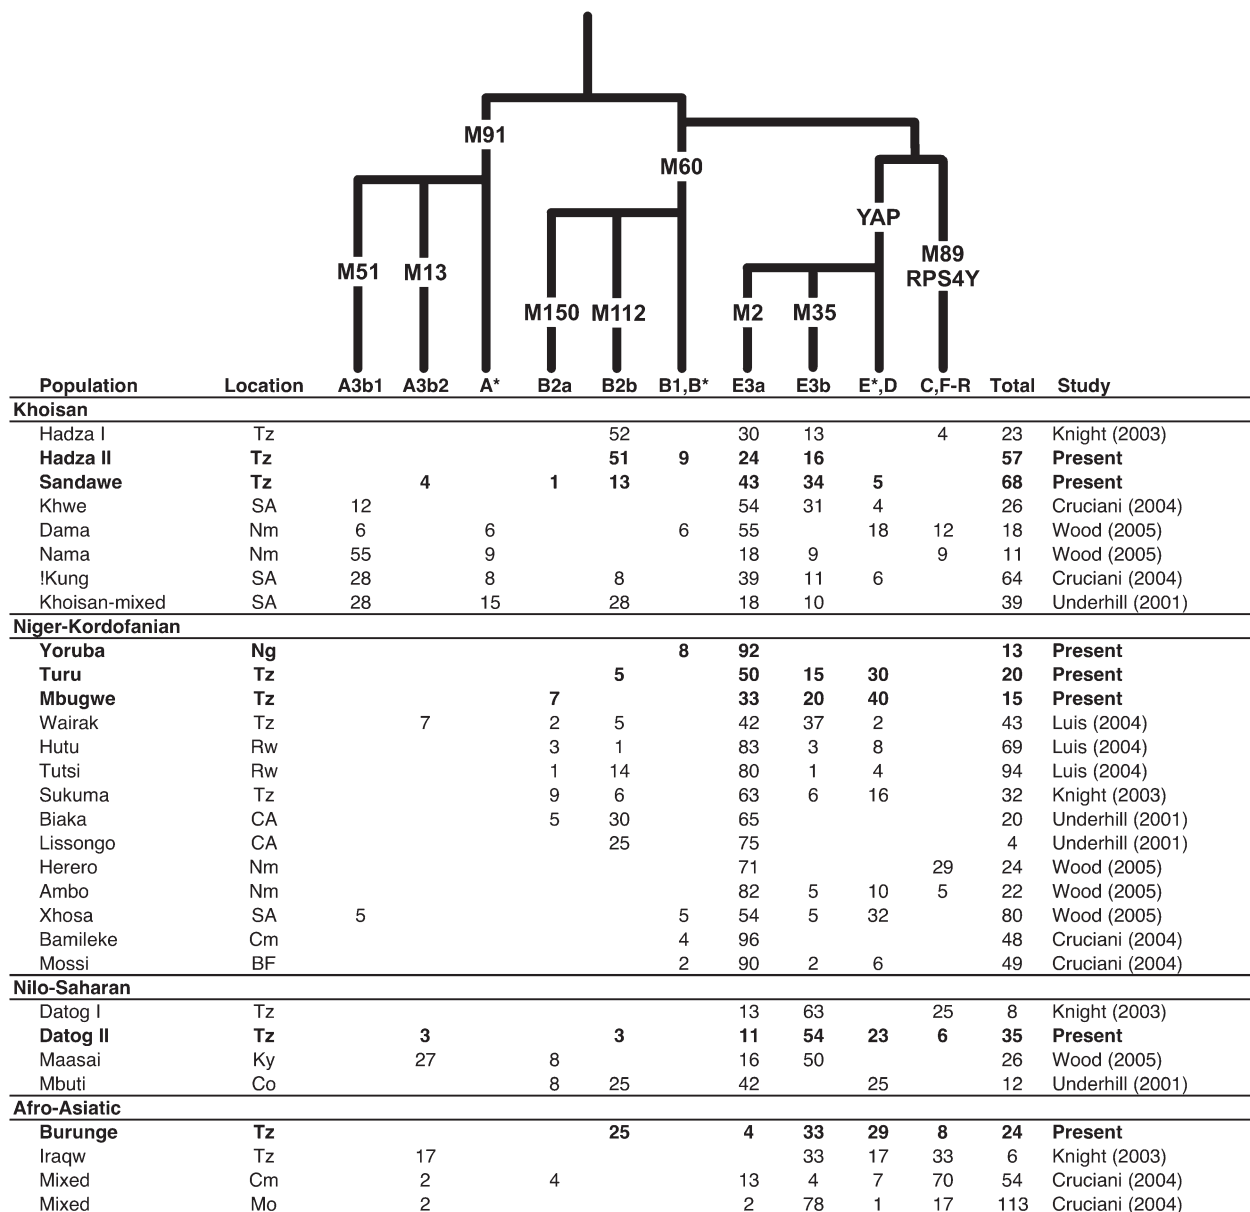 M91
M60
YAP
M89
RPS4Y
M51 M13
M150 M112 M2 M35
Population Location A3b1 A3b2 A* B2a B2b B1,B* E3a E3b E*,D C,F-R Total Study
Khoisan
Hadza I Tz 52 30 13 4 23 Knight (2003)
Hadza II Tz 51 9 24 16 57 Present
Sandawe Tz 4 1 13 43 34 5 68 Present
Khwe SA 12 54 31 4 26 Cruciani (2004)
Dama Nm 6 6 6 55 18 12 18 Wood (2005)
Nama Nm 55 9 18 9 9 11 Wood (2005)
!Kung SA 28 8 8 39 11 6 64 Cruciani (2004)
Khoisan-mixed SA 28 15 28 18 10 39 Underhill (2001)
Niger-Kordofanian
Yoruba Ng 8 92 13 Present
Turu Tz 5 50 15 30 20 Present
Mbugwe Tz 7 33 20 40 15 Present
Wairak Tz 7 2 5 42 37 2 43 Luis (2004)
Hutu Rw 3 1 83 3 8 69 Luis (2004)
Tutsi Rw 1 14 80 1 4 94 Luis (2004)
Sukuma Tz 9 6 63 6 16 32 Knight (2003)
Biaka CA 5 30 65 20 Underhill (2001)
Lissongo CA 25 75 4 Underhill (2001)
Herero Nm 71 29 24 Wood (2005)
Ambo Nm 82 5 10 5 22 Wood (2005)
Xhosa SA 5 5 54 5 32 80 Wood (2005)
Bamileke Cm 4 96 48 Cruciani (2004)
Mossi BF 2 90 2 6 49 Cruciani (2004)
Nilo-Saharan
Datog I Tz 13 63 25 8 Knight (2003)
Datog II Tz 3 3 11 54 23 6 35 Present
Maasai Ky 27 8 16 50 26 Wood (2005)
Mbuti Co 8 25 42 25 12 Underhill (2001)
Afro-Asiatic
Burunge Tz 25 4 33 29 8 24 Present
Iraqw Tz 17 33 17 33 6 Knight (2003)
Mixed Cm 2 4 13 4 7 70 54 Cruciani (2004)
Mixed Mo 2 2 78 1 17 113 Cruciani (2004)